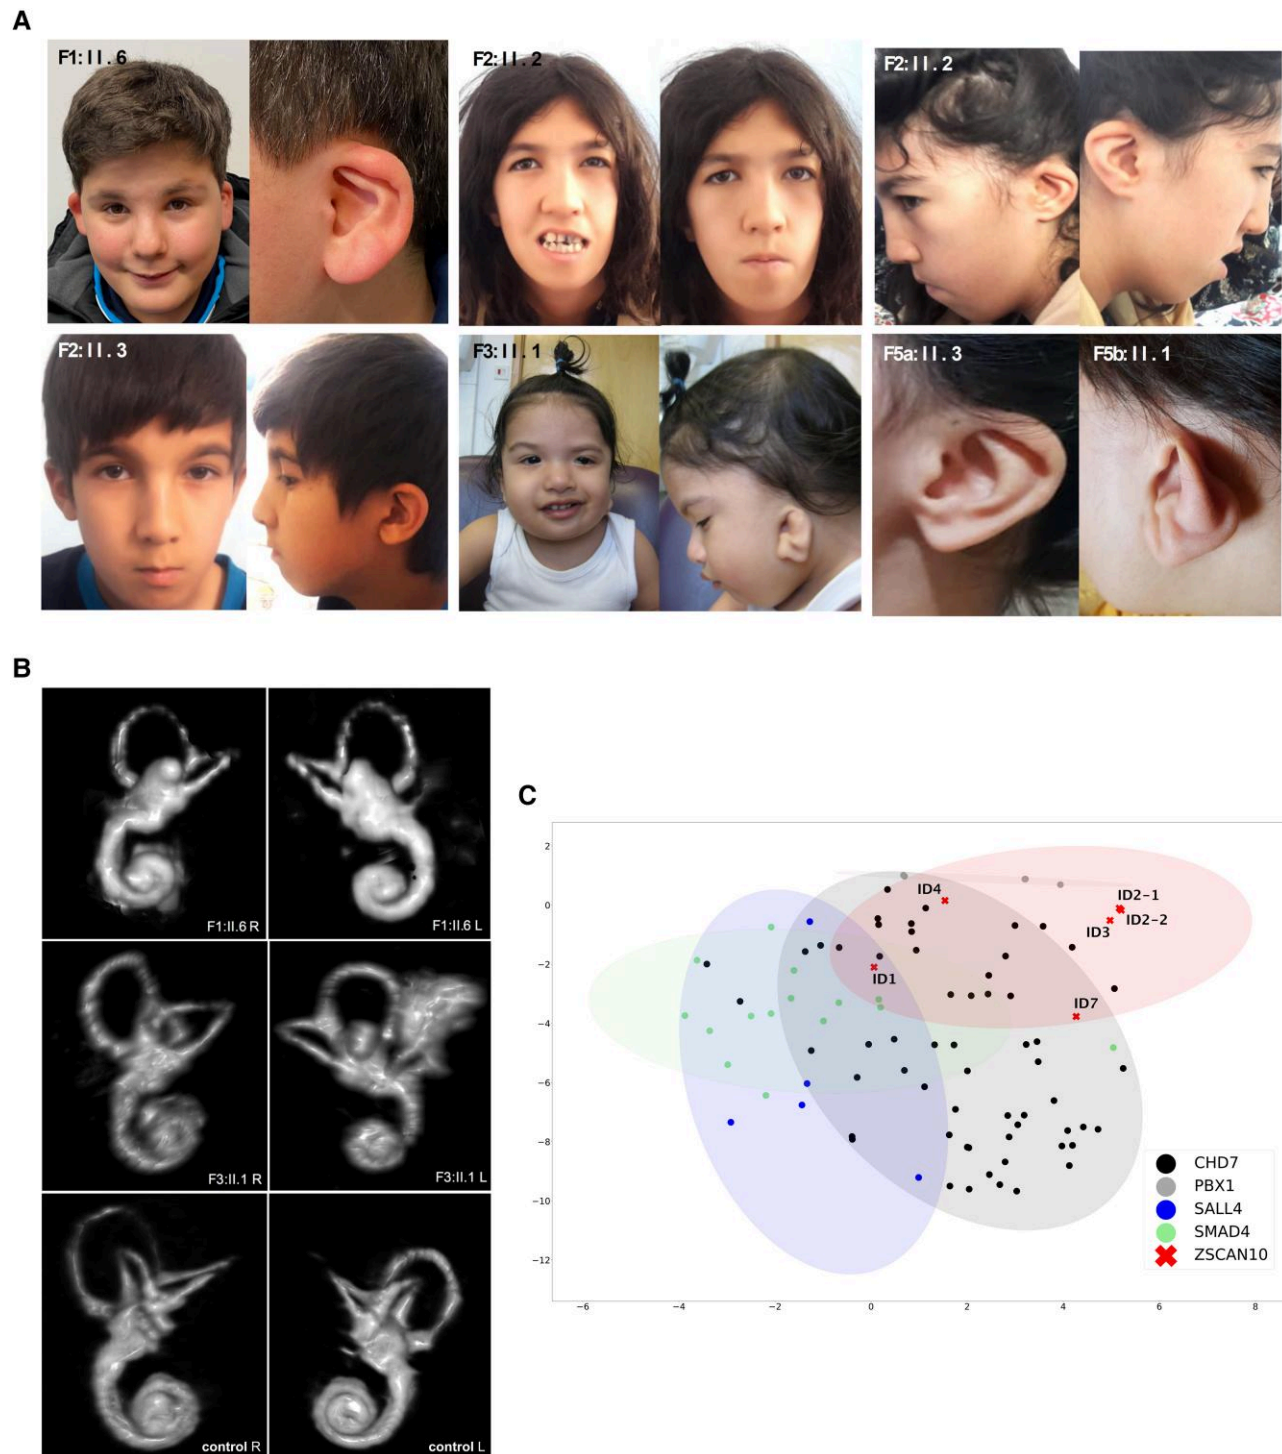 A
F1:II.6
F2:II.2
F2:II.2
F2:II.3
F3:II.1
F5a:II.3
F5b:II.1
B
F1:II.6 R
F1:II.6 L
F3:II.1 R
F3:II.1 L
control R
control L
C
2
0
−2
−4
−6
−8
−10
−12
ID4
ID2-1
ID2-2
ID3
ID1
ID7
CHD7
PBX1
SALL4
SMAD4
ZSCAN10
−6
−4
−2
0
2
4
6
8